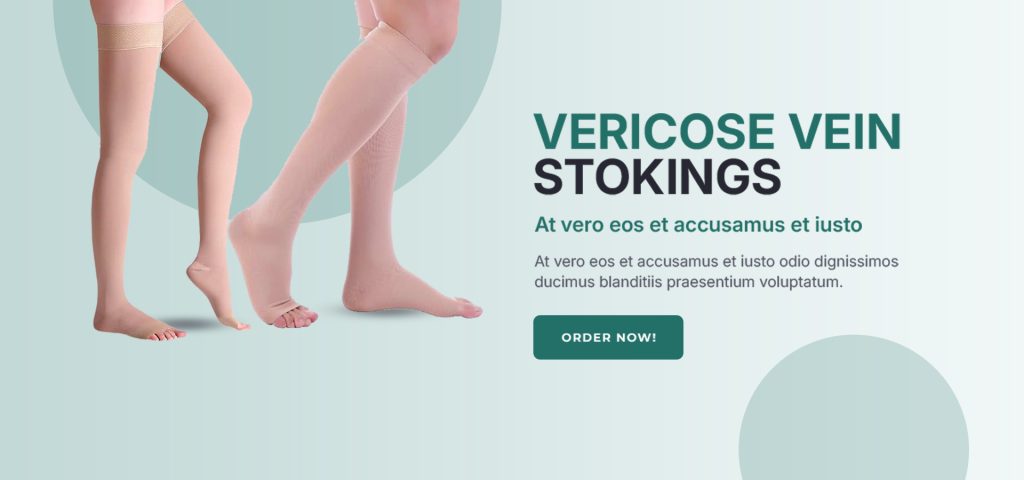 VERICOSE VEIN
STOKINGS
At vero eos et accusamus et iusto
At vero eos et accusamus et iusto odio dignissimos
ducimus blanditiis praesentium voluptatum.
ORDER NOW!